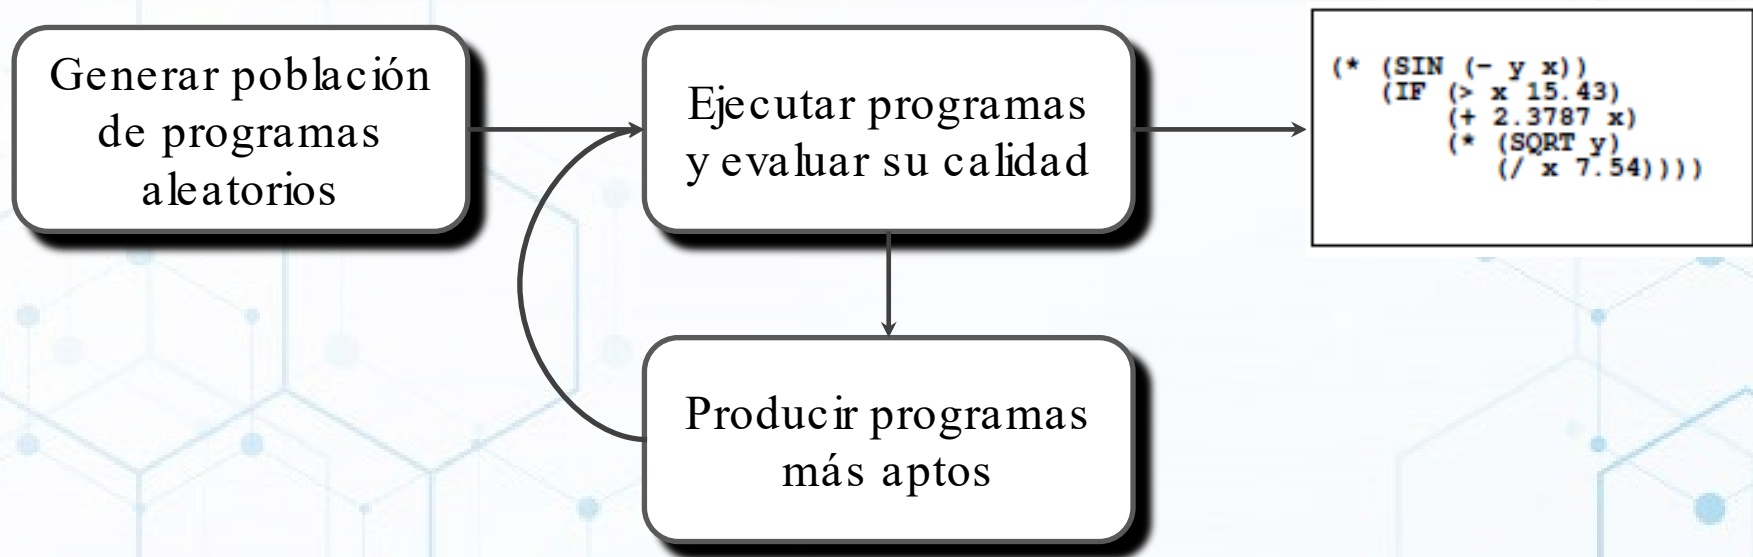 Generar población
de programas
aleatorios
Ejecutar programas
y evaluar su calidad
(* (SIN (- y x))
(IF (> x 15.43)
(+ 2.3787 x)
(* (SQRT y)
(/ x 7.54))))
Producir programas
más aptos